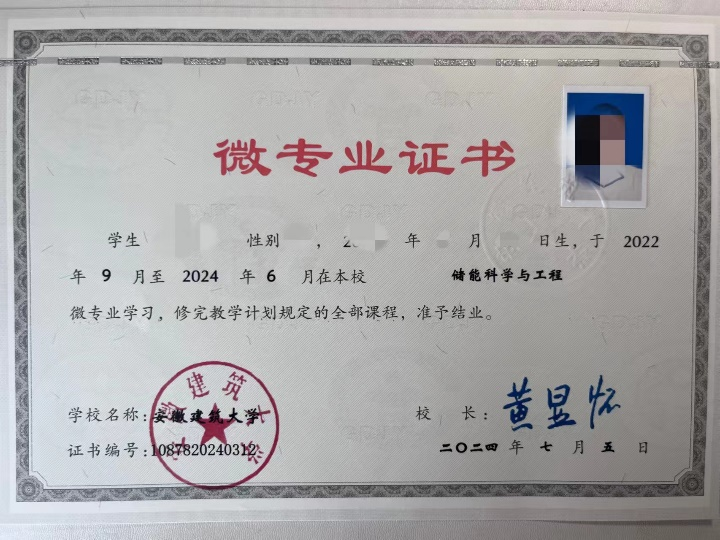 微专业证书
学生 性别 ，2 年 月 日生，于 2022
年 9 月至 2024 年 6 月在本校 储能科学与工程
微专业学习，修完教学计划规定的全部课程，准予结业。
学校名称：安徽建筑大学 校 长：黄显怀
证书编号：1087820240312 二〇二四 年 七 月 五 日